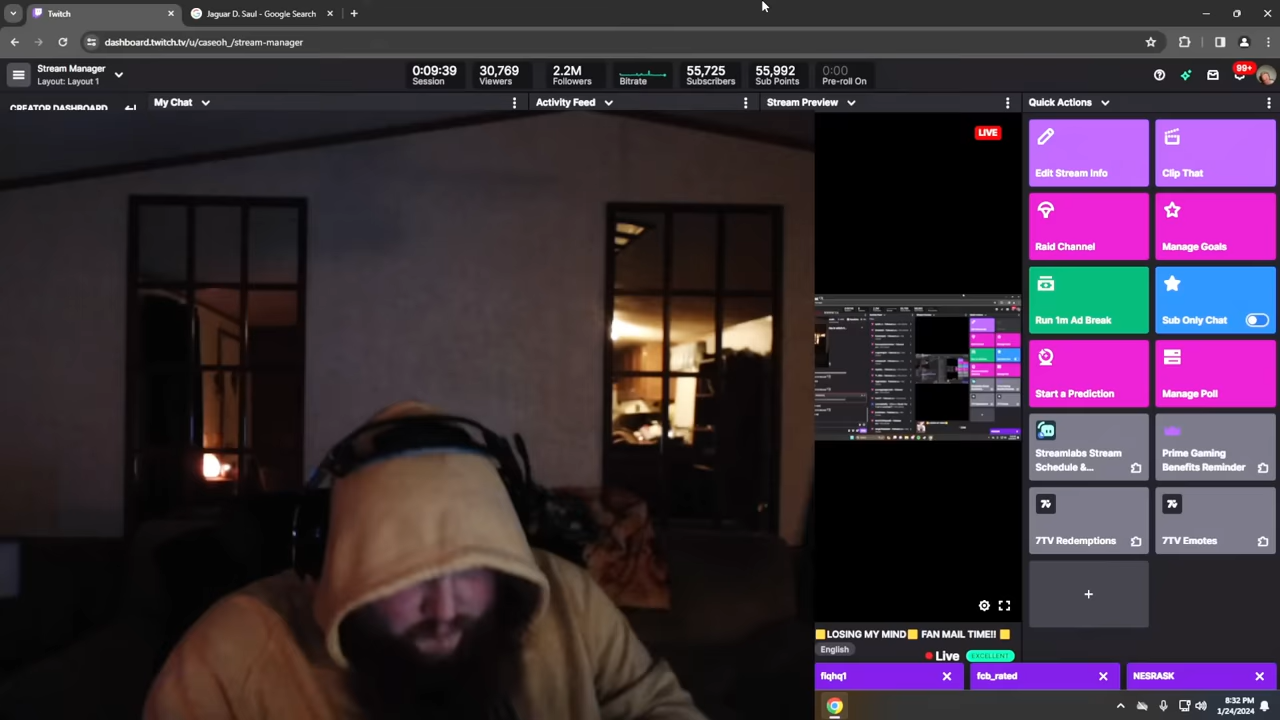 Twitch
Jaguar D. Saul - Google Search
dashboard.twitch.tv/u/caseoh_/stream-manager
Stream Manager
Layout: Layout 1
0:09:39
Session
30,769
Viewers
2.2M
Followers
Bitrate
55,725
Subscribers
55,992
Sub Points
0:00
Pre-roll On
99+
CREATOR DASHBOARD
My Chat
Activity Feed
Stream Preview
Quick Actions
LIVE
Edit Stream Info
Clip That
Raid Channel
Manage Goals
Run 1m Ad Break
Sub Only Chat
Start a Prediction
Manage Poll
Streamlabs Stream
Schedule &...
Prime Gaming
Benefits Reminder
7TV Redemptions
7TV Emotes
LOSING MY MIND FAN MAIL TIME!!
English
Live
EXCELLENT
fcb_rated
NESRASK
8:32 PM
1/24/2024